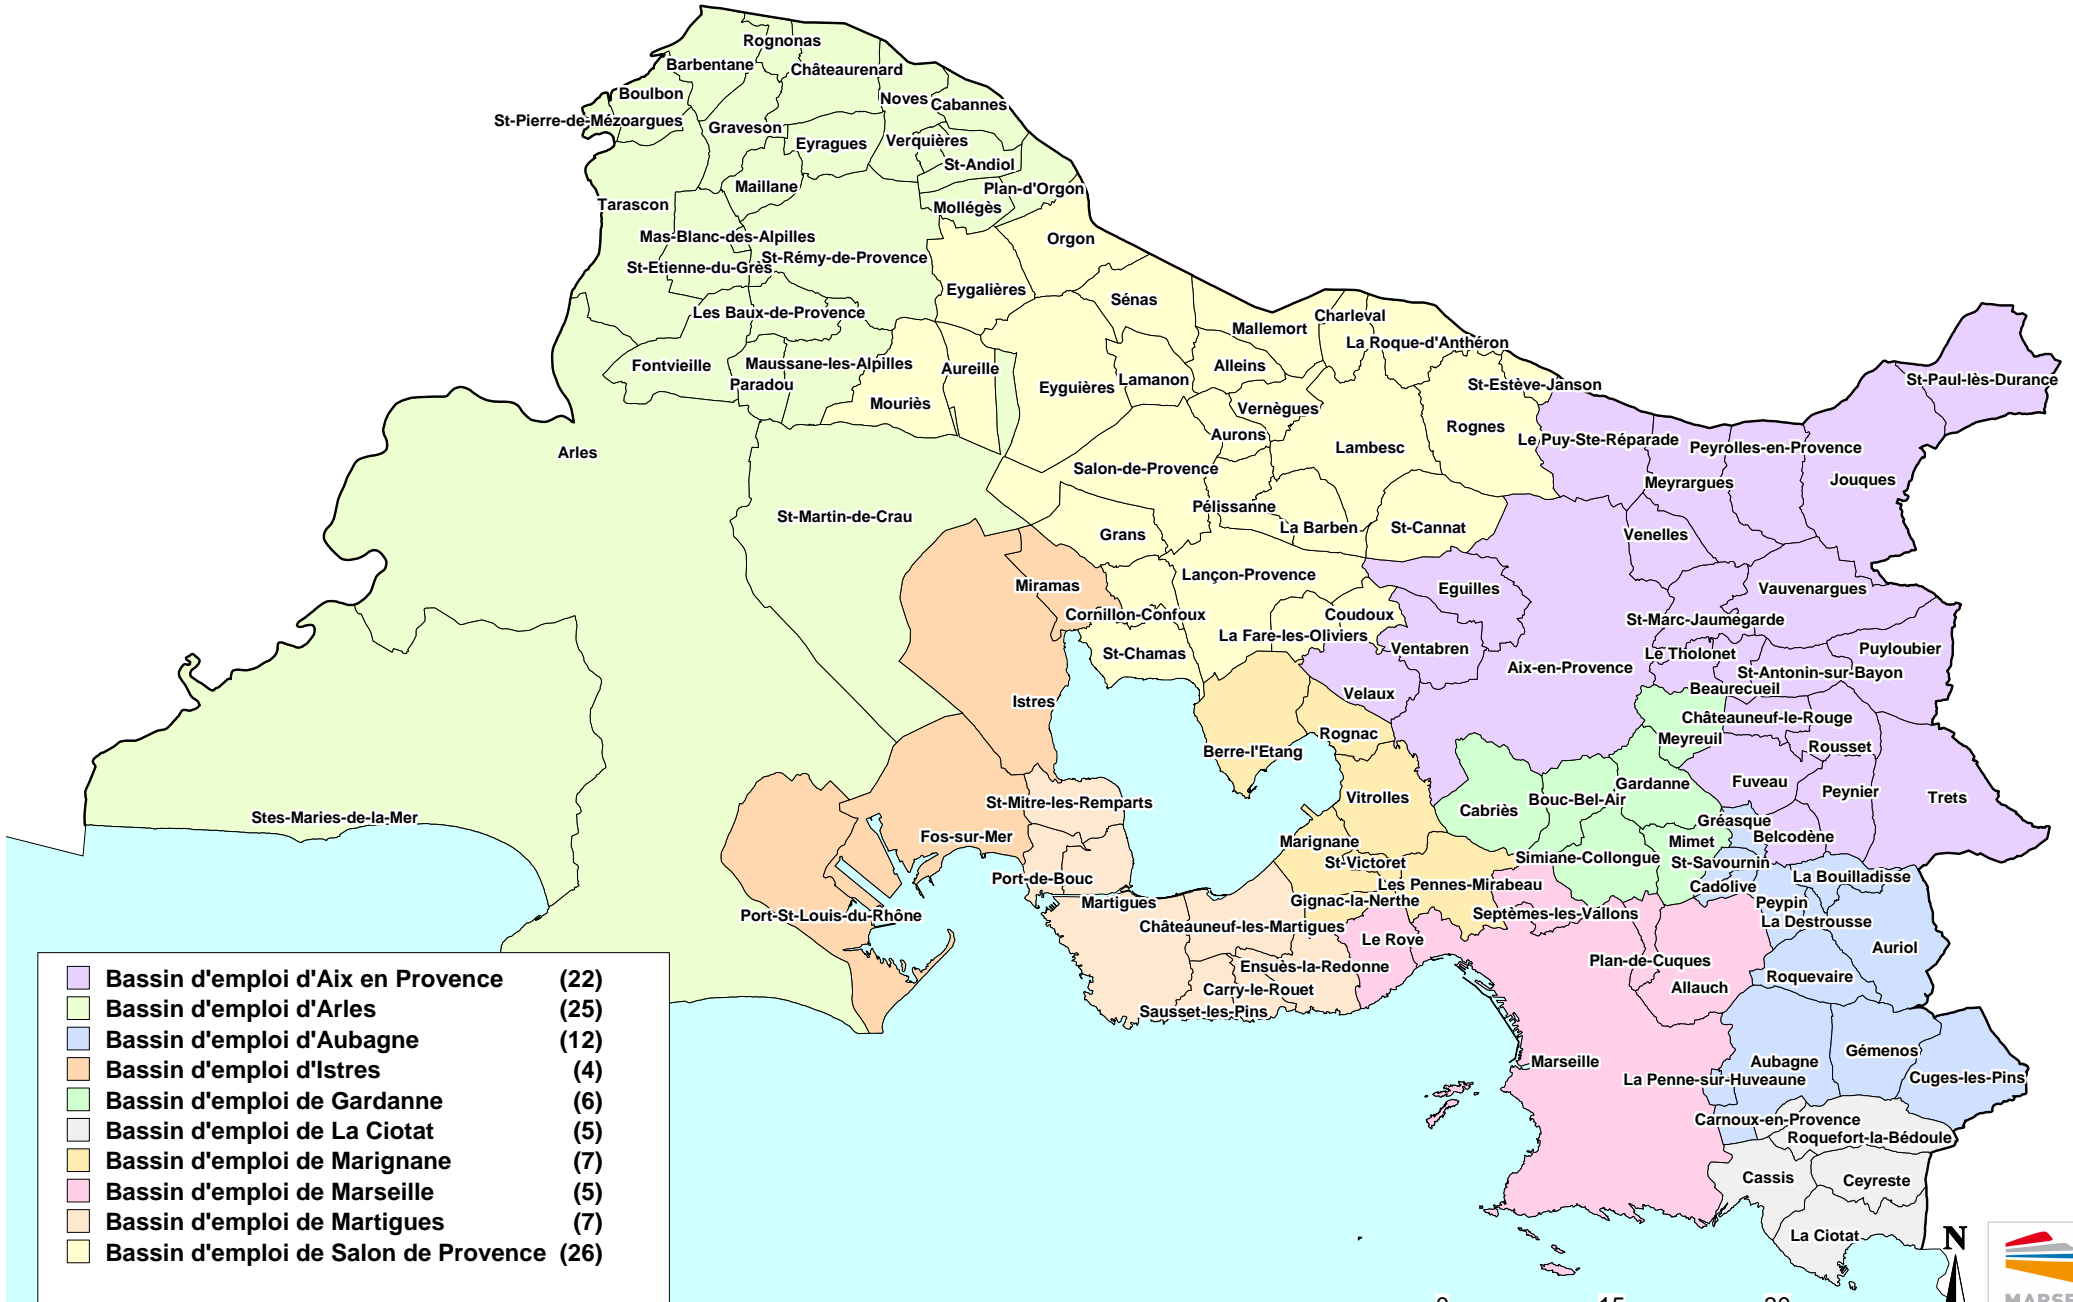 Rognonas
Barbentane
Châteaurenard
Boulbon
Noves
Cabannes
St-Pierre-de-Mézoargues
Graveson
Eyragues
Verquières
St-Andiol
Maillane
Plan-d'Orgon
Tarascon
Mollégès
Mas-Blanc-des-Alpilles
Orgon
St-Rémy-de-Provence
St-Etienne-du-Grès
Eygalières
Sénas
Les Baux-de-Provence
Charleval
Mallemort
La Roque-d'Anthéron
Fontvieille
Maussane-les-Alpilles
Aureille
Alleins
Paradou
Eyguières
Lamanon
St-Estève-Janson
St-Paul-lès-Durance
Mouriès
Vernègues
Aurons
Rognes
Le Puy-Ste-Réparade
Peyrolles-en-Provence
Arles
Lambesc
Salon-de-Provence
Meyrargues
Jouques
St-Martin-de-Crau
Pélissanne
La Barben
St-Cannat
Grans
Venelles
Miramas
Lançon-Provence
Eguilles
Vauvenargues
Cornillon-Confoux
Coudoux
St-Marc-Jaumégarde
La Fare-les-Oliviers
St-Chamas
Ventabren
Le Tholonet
Puyloubier
Aix-en-Provence
St-Antonin-sur-Bayon
Istres
Velaux
Beaurecueil
Châteauneuf-le-Rouge
Berre-l'Etang
Rognac
Meyreuil
Rousset
Fuveau
Gardanne
Peynier
Trets
St-Mitre-les-Remparts
Vitrolles
Cabriès
Bouc-Bel-Air
Stes-Maries-de-la-Mer
Gréasque
Fos-sur-Mer
Marignane
Mimet
Belcodène
St-Victoret
Simiane-Collongue
St-Savournin
Port-de-Bouc
Les Pennes-Mirabeau
Cadolive
La Bouilladisse
Martigues
Gignac-la-Nerthe
Peypin
Port-St-Louis-du-Rhône
Septèmes-les-Vallons
La Destrousse
Châteauneuf-les-Martigues
Le Rove
Auriol
Ensuès-la-Redonne
Plan-de-Cuques
Roquevaire
Carry-le-Rouet
Allauch
Sausset-les-Pins
Marseille
Aubagne
Gémenos
La Penne-sur-Huveaune
Cuges-les-Pins
Carnoux-en-Provence
Roquefort-la-Bédoule
Cassis
Ceyreste
La Ciotat
Bassin d'emploi d'Aix en Provence (22)
Bassin d'emploi d'Arles (25)
Bassin d'emploi d'Aubagne (12)
Bassin d'emploi d'Istres (4)
Bassin d'emploi de Gardanne (6)
Bassin d'emploi de La Ciotat (5)
Bassin d'emploi de Marignane (7)
Bassin d'emploi de Marseille (5)
Bassin d'emploi de Martigues (7)
Bassin d'emploi de Salon de Provence (26)
N